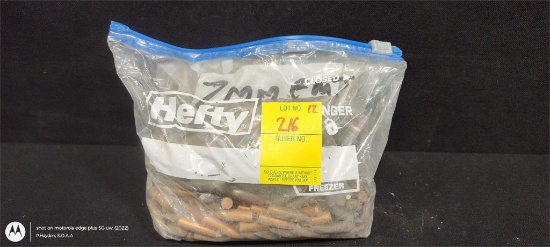 7MM EM
CLOSED
Hefty
LOT NO 12
216
BUYER NO.
FREEZER
shot on motorola edge plus 5G uw (2022)
P.Hayden, S.O.A.A